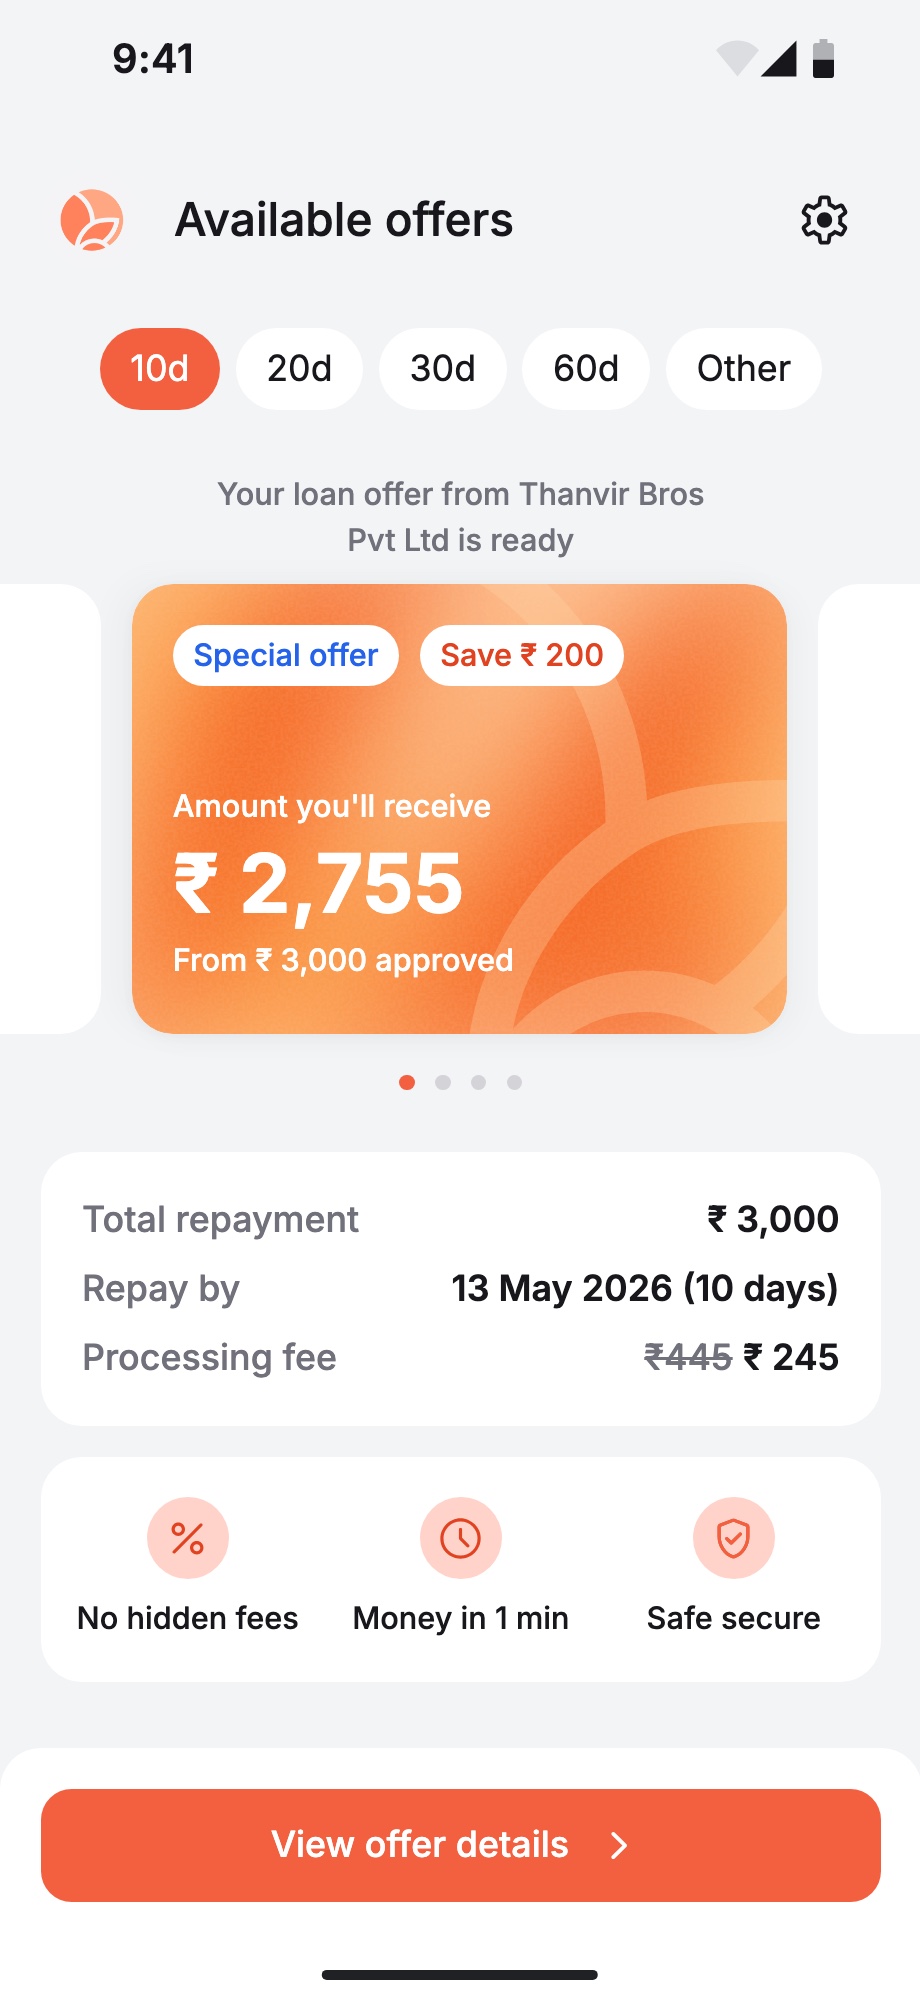 9:41
Available offers
10d 20d 30d 60d Other
Your loan offer from Thanvir Bros
Pvt Ltd is ready
Special offer Save ₹ 200
Amount you'll receive
₹ 2,755
From ₹ 3,000 approved
Total repayment ₹ 3,000
Repay by 13 May 2026 (10 days)
Processing fee ₹445 ₹ 245
No hidden fees Money in 1 min Safe secure
View offer details